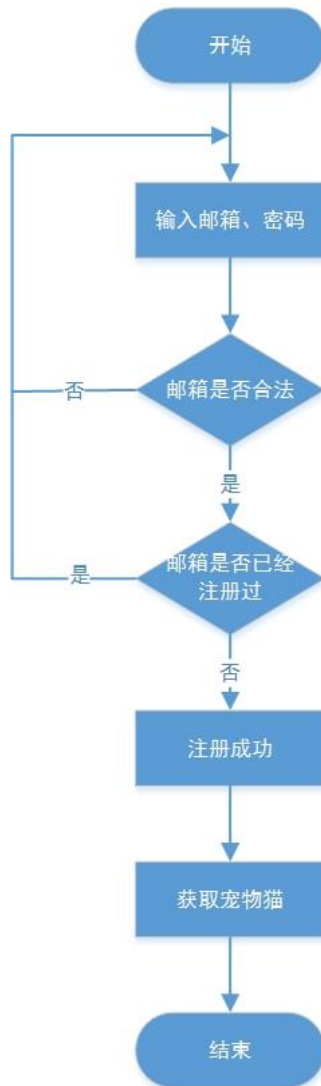 开始
输入邮箱、密码
邮箱是否合法
否
是
邮箱是否已经
注册过
是
否
注册成功
获取宠物猫
结束